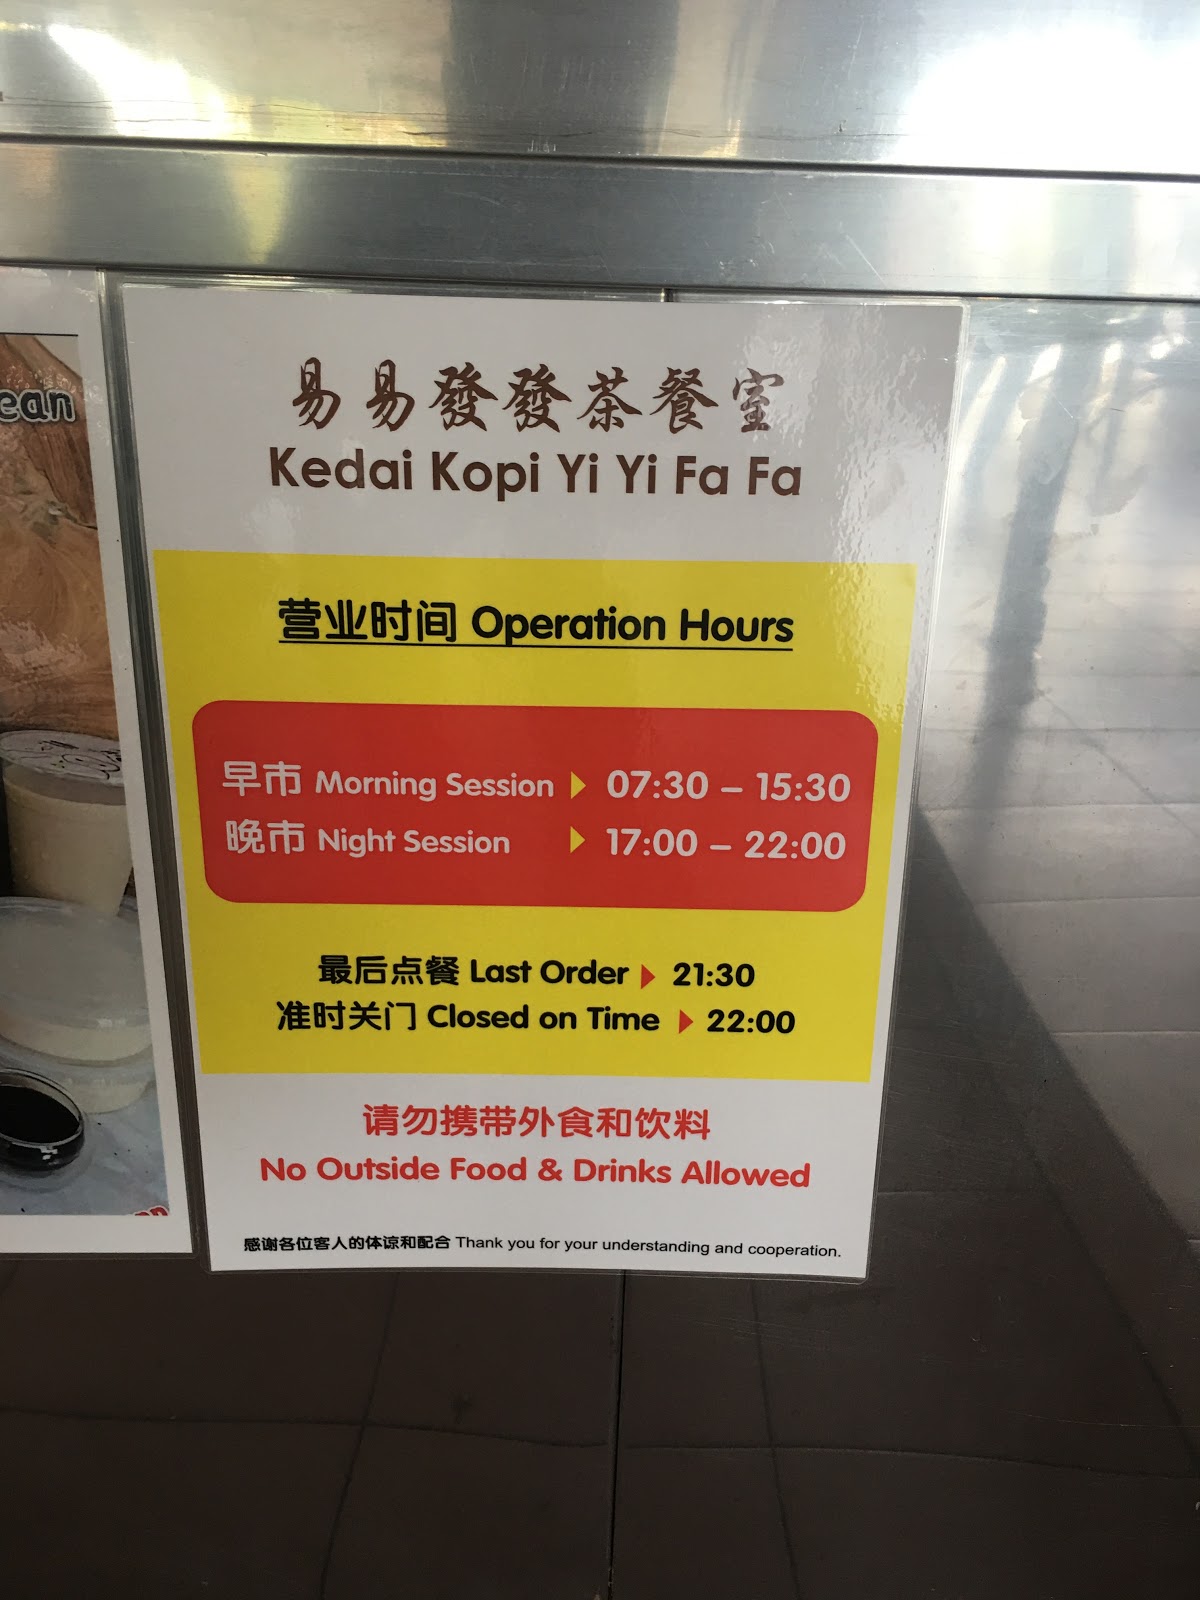 ean
易易發發茶餐室
Kedai Kopi Yi Yi Fa Fa
营业时间 Operation Hours
早市 Morning Session ▶ 07:30 – 15:30
晚市 Night Session ▶ 17:00 – 22:00
最后点餐 Last Order ▶ 21:30
准时关门 Closed on Time ▶ 22:00
请勿携带外食和饮料
No Outside Food & Drinks Allowed
感谢各位客人的体谅和配合 Thank you for your understanding and cooperation.